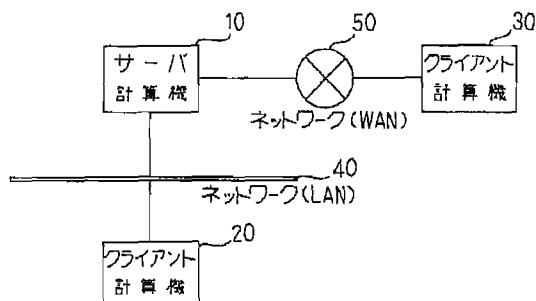 10
50
30
サーバ
計算機
クライアント
計算機
ネットワーク(WAN)
40
ネットワーク(LAN)
20
クライアント
計算機